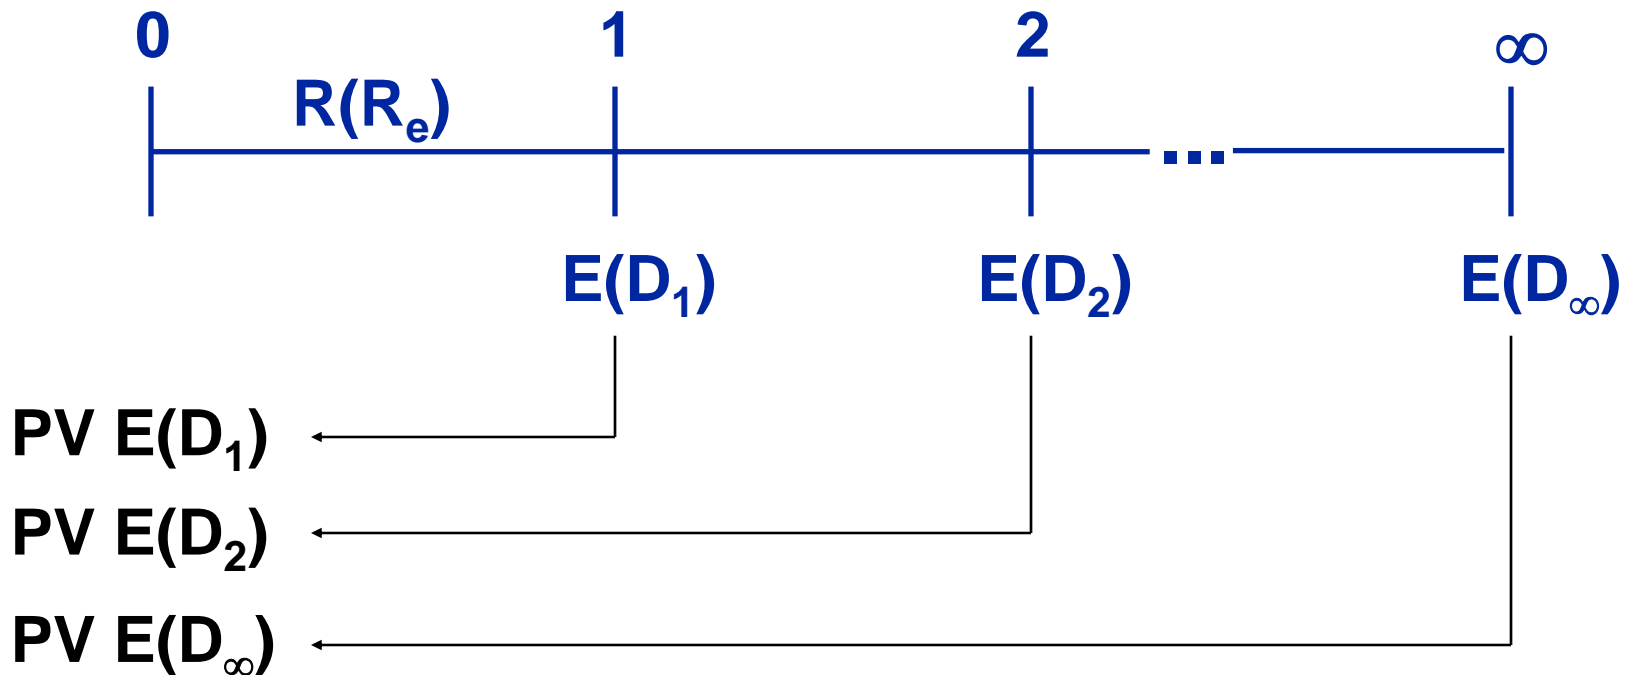 0 1 2 ∞
R(Rₑ)
...
E(D₁) E(D₂) E(D∞)
PV E(D₁)
PV E(D₂)
PV E(D∞)